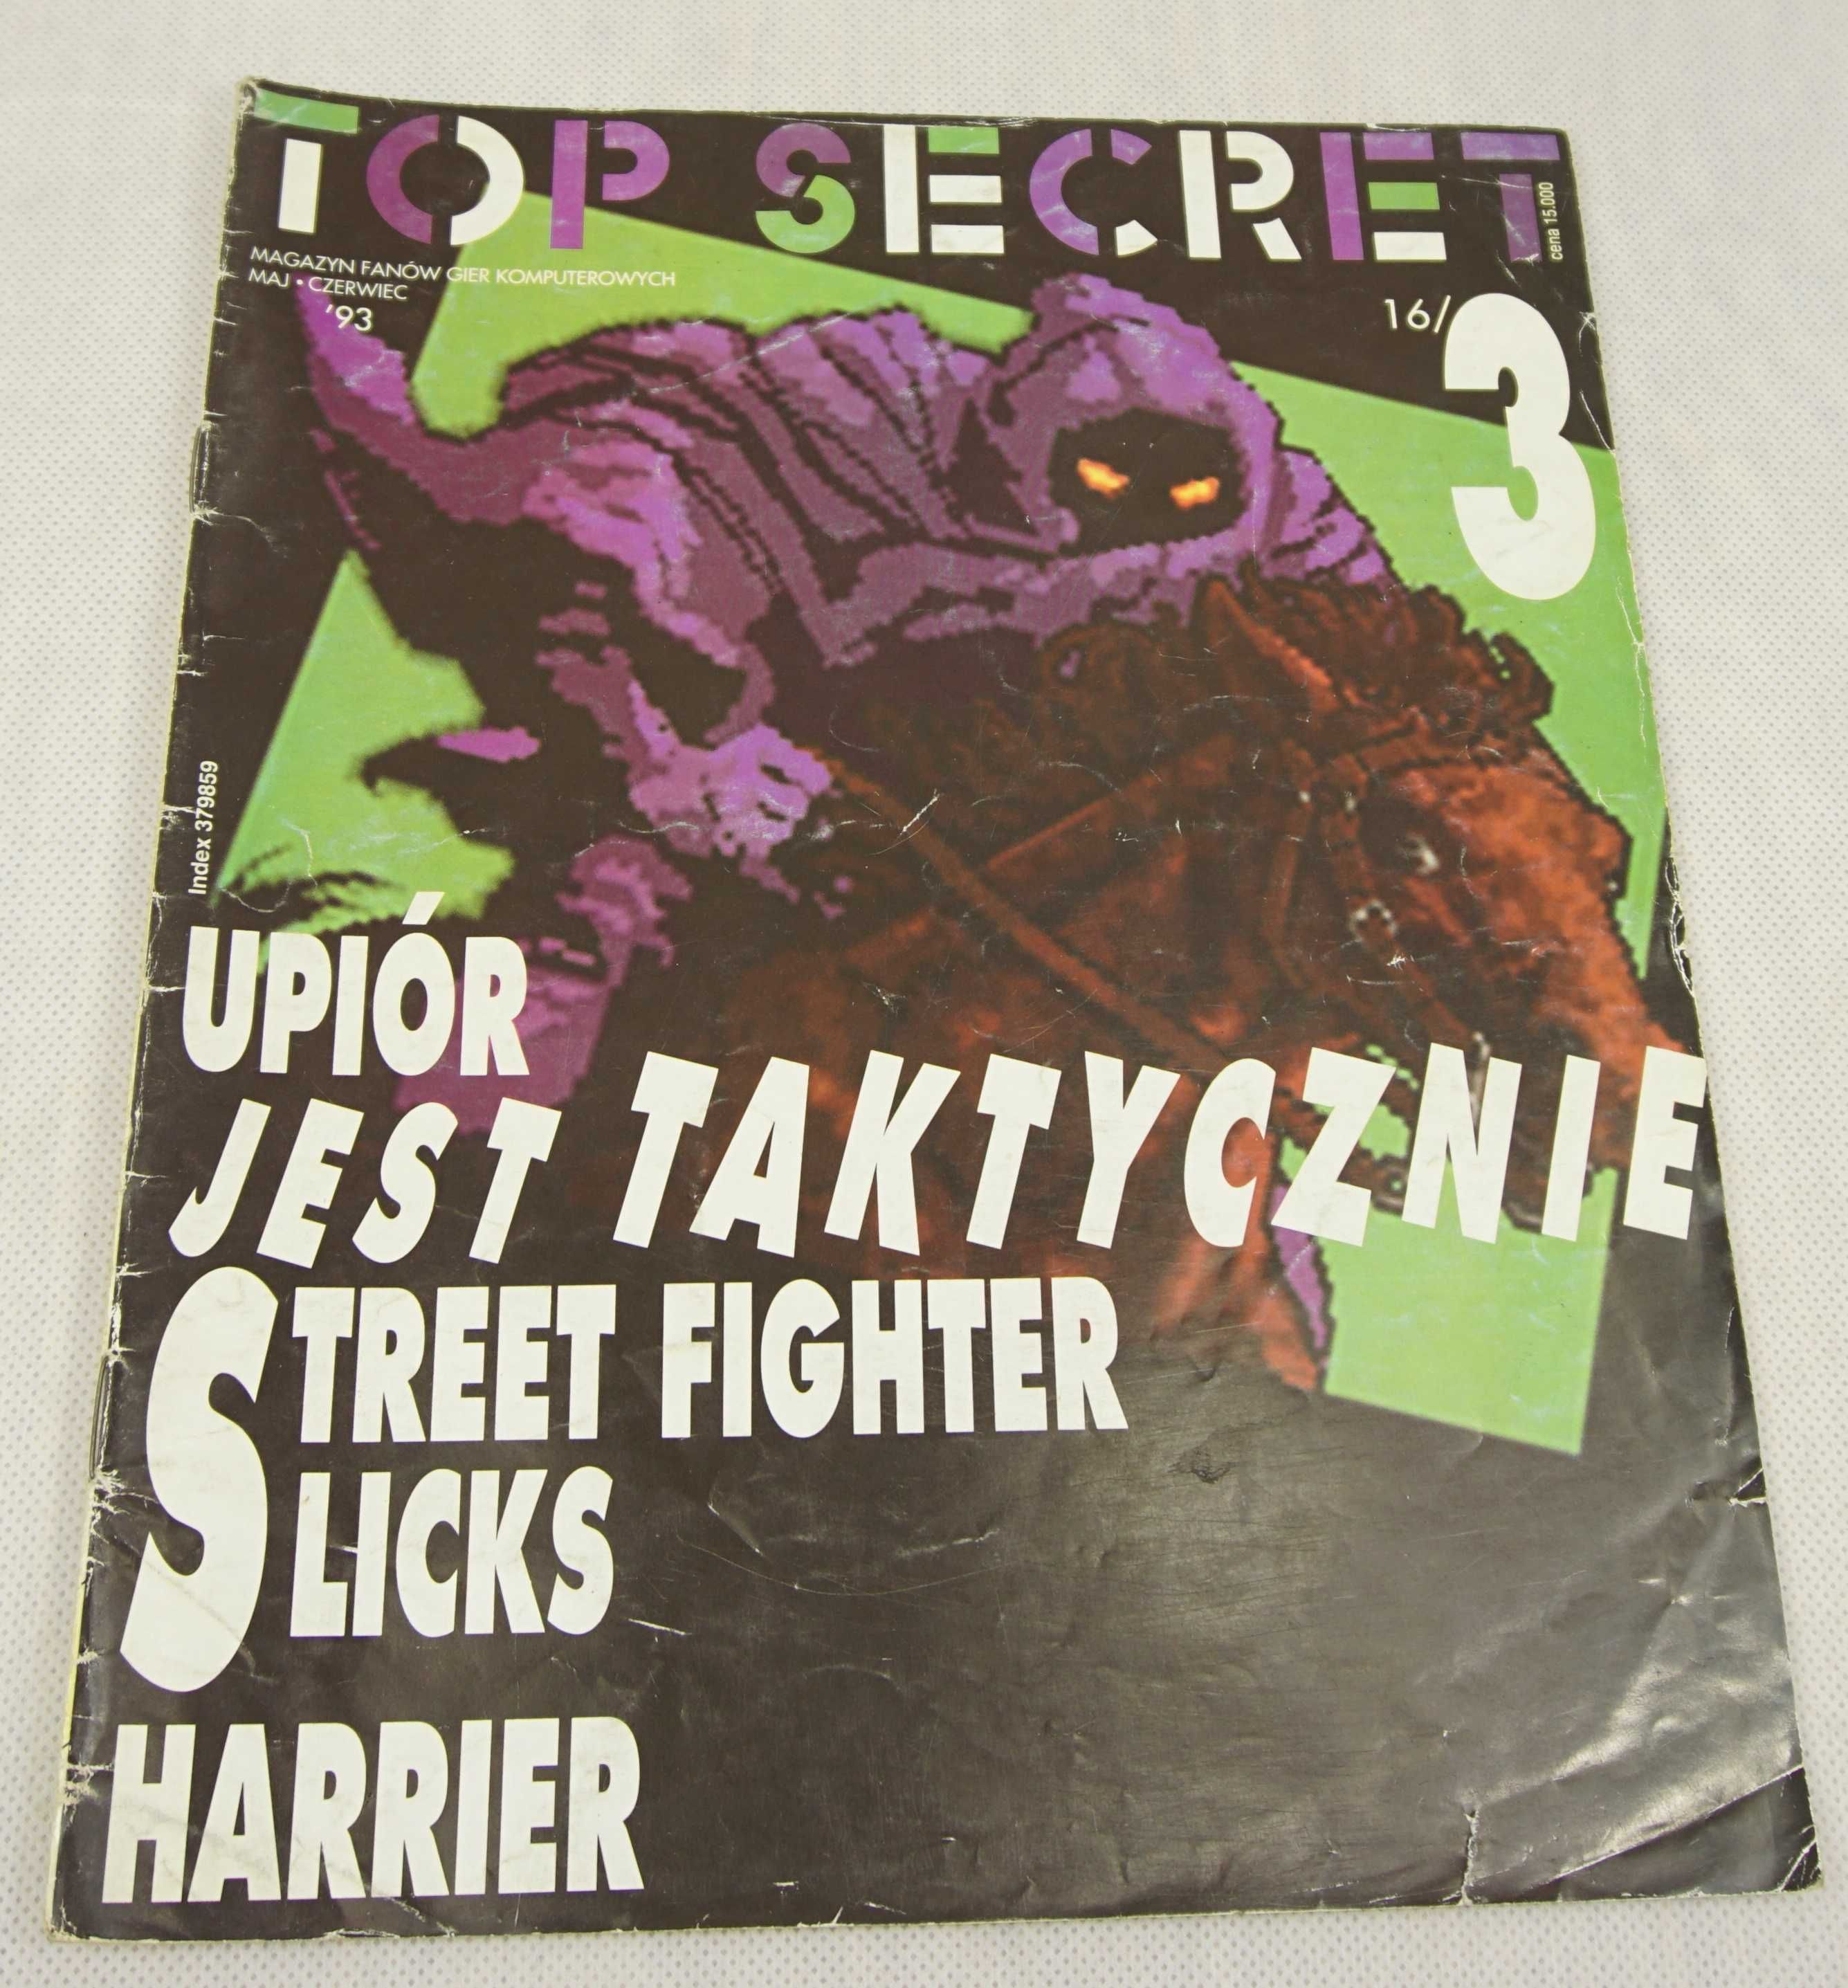 TOP SECRET
cena 15.000
MAGAZYN FANÓW GIER KOMPUTEROWYCH
MAJ • CZERWIEC
'93
16/3
Index 379859
UPIÓR
JEST TAKTYCZNIE
STREET FIGHTER
SLICKS
HARRIER